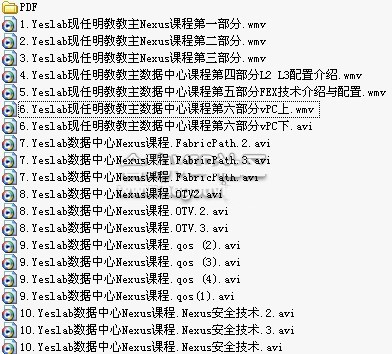 PDF
1.Yeslab现任明教教主Nexus课程第一部分.wmv
2.Yeslab现任明教教主Nexus课程第二部分.wmv
3.Yeslab现任明教教主Nexus课程第三部分.wmv
4.Yeslab现任明教教主数据中心课程第四部分L2 L3配置介绍.wmv
5.Yeslab现任明教教主数据中心课程第五部分FEX技术介绍与配置.wmv
6.Yeslab现任明教教主数据中心课程第六部分vPC上.wmv
6.Yeslab现任明教教主数据中心课程第六部分vPC下.avi
7.Yeslab数据中心Nexus课程.FabricPath.2.avi
7.Yeslab数据中心Nexus课程.FabricPath.3.avi
7.Yeslab数据中心Nexus课程.FabricPath.avi
8.Yeslab数据中心Nexus课程.OTV2.avi
8.Yeslab数据中心Nexus课程.OTV.2.avi
8.Yeslab数据中心Nexus课程.OTV.3.avi
9.Yeslab数据中心Nexus课程.qos (2).avi
9.Yeslab数据中心Nexus课程.qos (3).avi
9.Yeslab数据中心Nexus课程.qos (4).avi
9.Yeslab数据中心Nexus课程.qos(1).avi
10.Yeslab数据中心Nexus课程.Nexus安全技术.2.avi
10.Yeslab数据中心Nexus课程.Nexus安全技术.3.avi
10.Yeslab数据中心Nexus课程.Nexus安全技术.avi